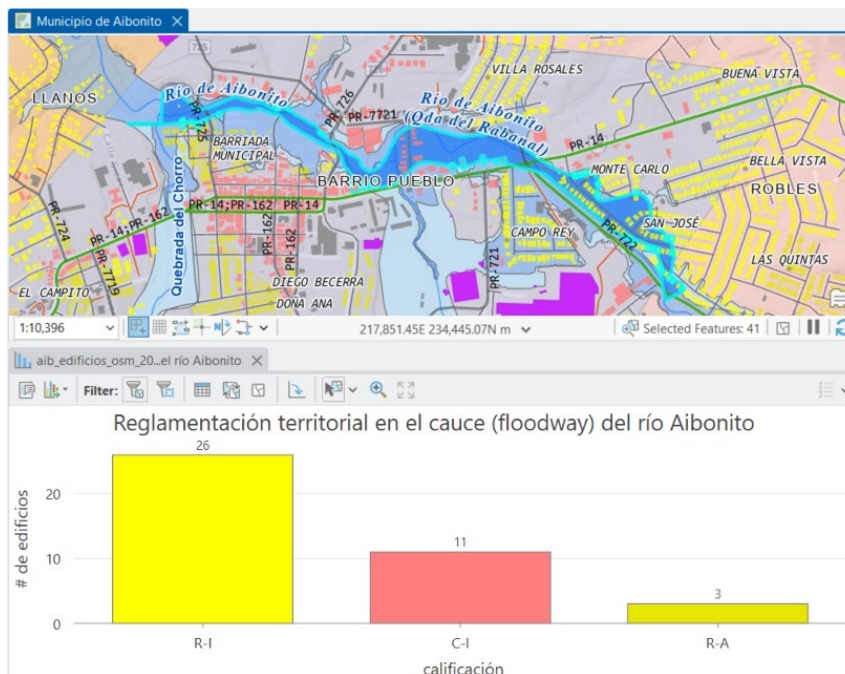 Municipio de Aibonito
725
726
LLANOS
Río de Aibonito
PR-726
PR-7721
VILLA ROSALES
BUENA VISTA
Río de Aibonito
(Qda del Rabanal)
PR-14
PR-725
BARRIADA
MUNICIPAL
BARRIO PUEBLO
MONTE CARLO
BELLA VISTA
ROBLES
Quebrada del Chorro
Calle
PR-14;PR-162
PR-14
PR-724
PR-14;PR-162
PR-7719
PR-162
PR-162
PR-721
CAMPO REY
SAN JOSÉ
PR-722
LAS QUINTAS
EL CAMPITO
DIEGO BECERRA
DOÑA ANA
1:10,396
217,851.45E 234,445.07N m
Selected Features: 41
aib_edificios_osm_20...el río Aibonito
Filter:
Reglamentación territorial en el cauce (floodway) del río Aibonito
26
11
3
20
10
0
# de edificios
R-I
C-I
R-A
calificación